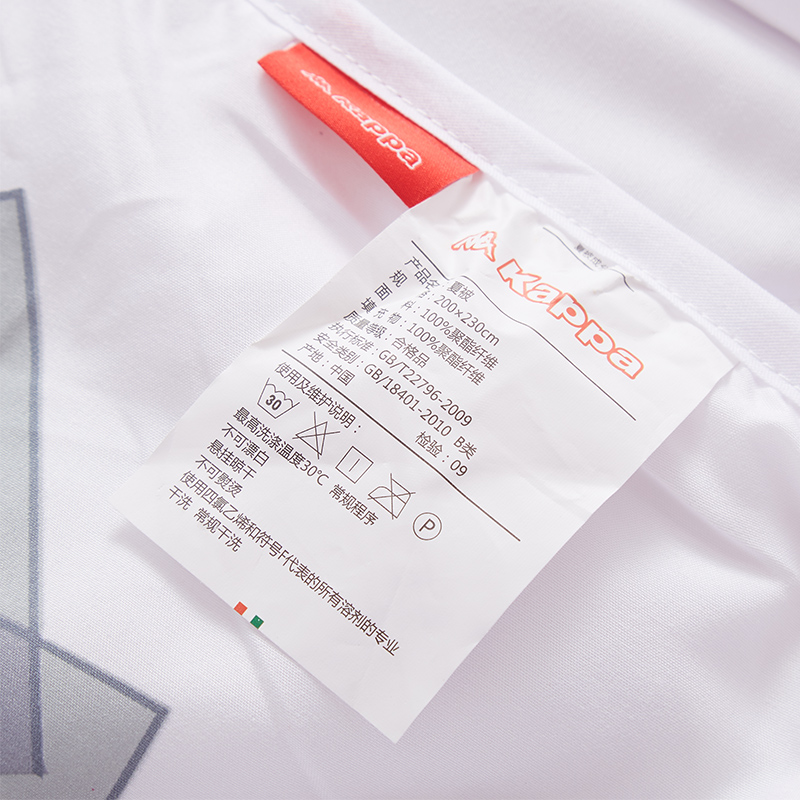 Kappa
Kappa
产品名：夏被
规 格：200×230cm
面 料：100%聚酯纤维
填 充 物：100%聚酯纤维
质量等级：合格品
执行标准：GB/T22796-2009
安全类别：GB/18401-2010 B类
产地：中国 检验：09
使用及维护说明：
30
P
最高洗涤温度30℃ 常规程序
不可漂白
悬挂晾干
不可熨烫
使用四氯乙烯和符号F代表的所有溶剂的专业
干洗 常规干洗